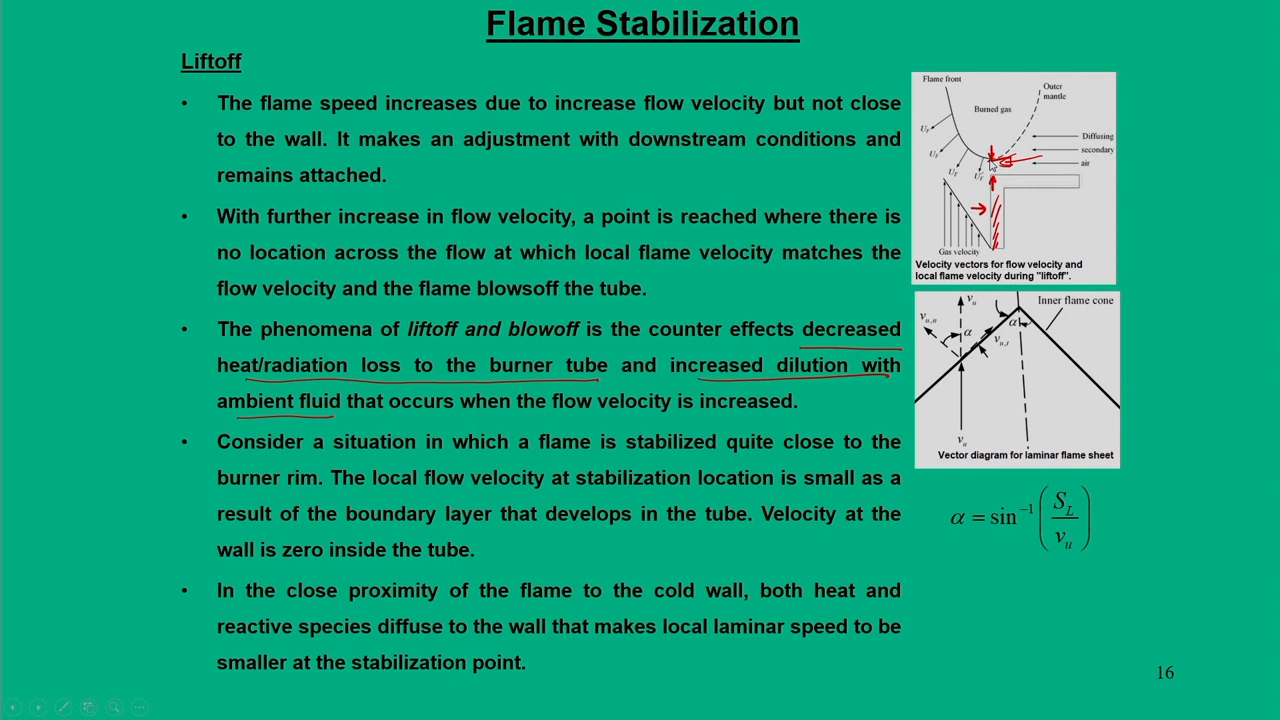 Flame Stabilization
Liftoff
• The flame speed increases due to increase flow velocity but not close
to the wall. It makes an adjustment with downstream conditions and
remains attached.
• With further increase in flow velocity, a point is reached where there is
no location across the flow at which local flame velocity matches the
flow velocity and the flame blowsoff the tube.
• The phenomena of liftoff and blowoff is the counter effects decreased
heat/radiation loss to the burner tube and increased dilution with
ambient fluid that occurs when the flow velocity is increased.
• Consider a situation in which a flame is stabilized quite close to the
burner rim. The local flow velocity at stabilization location is small as a
result of the boundary layer that develops in the tube. Velocity at the
wall is zero inside the tube.
• In the close proximity of the flame to the cold wall, both heat and
reactive species diffuse to the wall that makes local laminar speed to be
smaller at the stabilization point.
Flame front
Outer
mantle
Burned gas
U_F
Diffusing
U_F
secondary
air
U_F
U_F
Gas velocity
Velocity vectors for flow velocity and
local flame velocity during "liftoff".
v_u
Inner flame cone
v_u,n
α
α
v_u,t
v_u
Vector diagram for laminar flame sheet
α = sin⁻¹ (S_L / v_u)
16